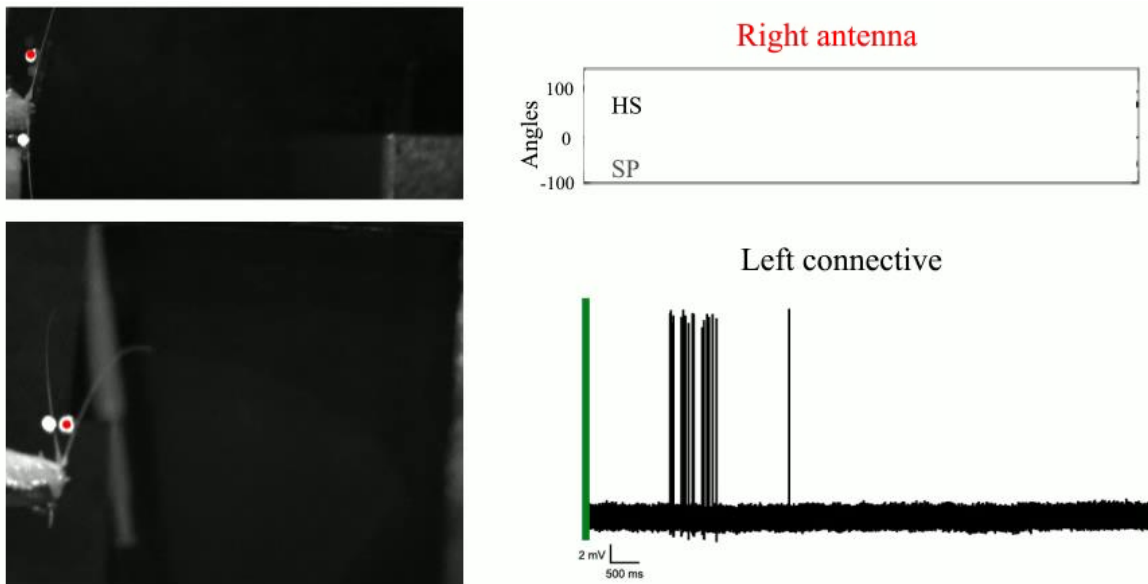 Right antenna
Angles
100
0
-100
HS
SP
Left connective
2 mV
500 ms